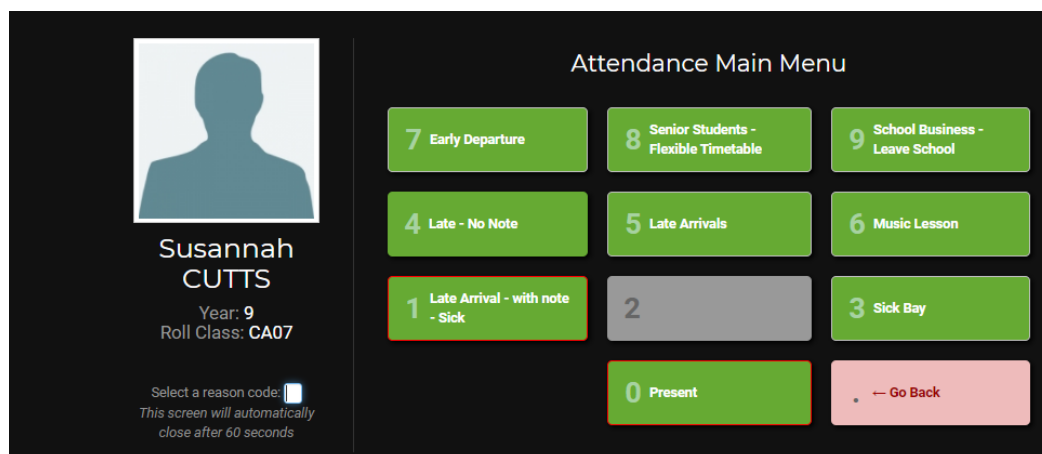 Susannah
CUTTS
Year: 9
Roll Class: CA07
Select a reason code:
This screen will automatically
close after 60 seconds
Attendance Main Menu
7 Early Departure
8 Senior Students -
Flexible Timetable
9 School Business -
Leave School
4 Late - No Note
5 Late Arrivals
6 Music Lesson
1 Late Arrival - with note
- Sick
2
3 Sick Bay
0 Present
. ← Go Back